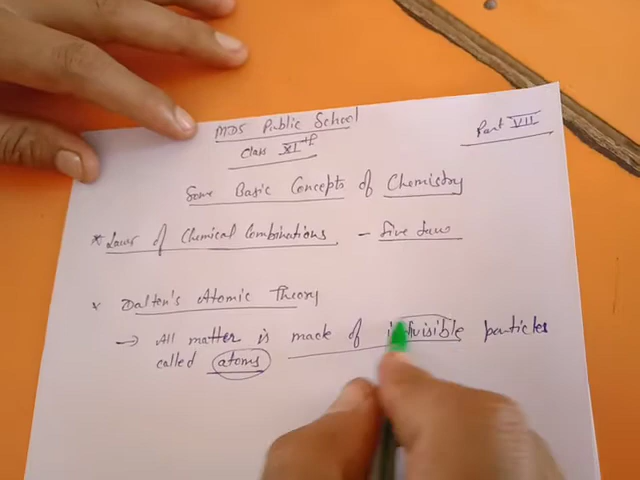 MDS Public School
Class XIth
Part VII
Some Basic Concepts of Chemistry
* Laws of Chemical Combinations - five laws
* Dalton's Atomic Theory
→ All matter is made of indivisible particles
called atoms